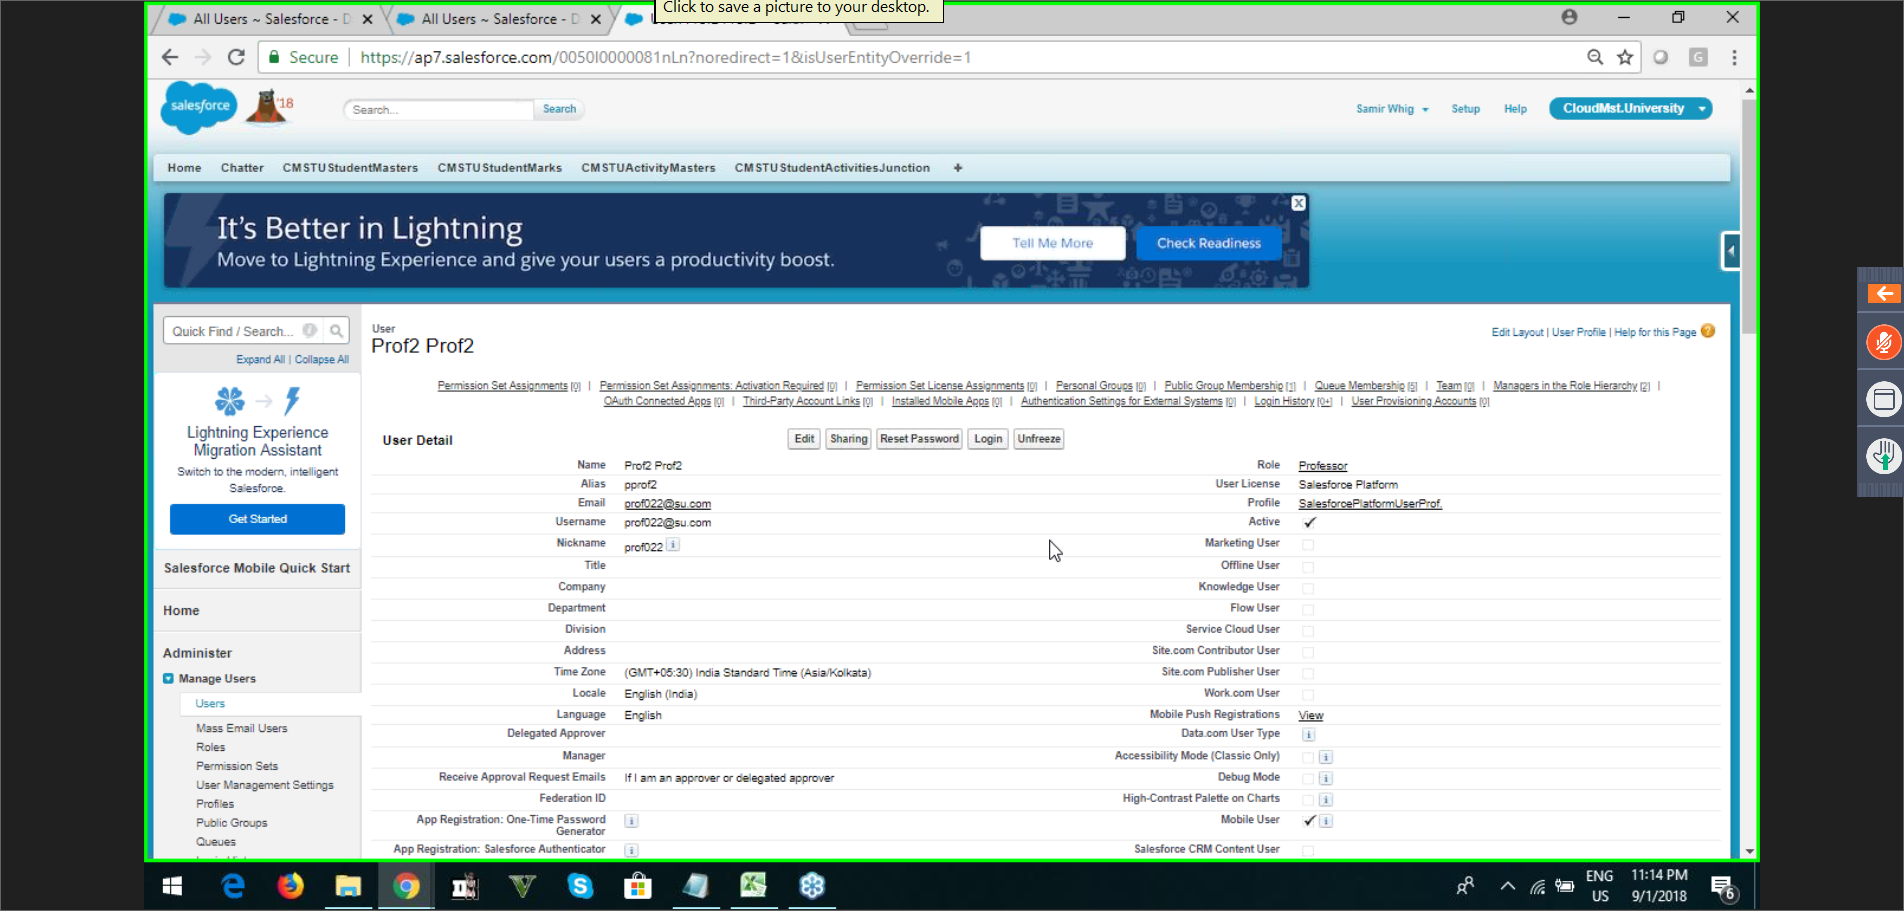 Click to save a picture to your desktop.
All Users ~ Salesforce - D
All Users ~ Salesforce - D
Secure
https://ap7.salesforce.com/0050I0000081nLn?noredirect=1&isUserEntityOverride=1
G
salesforce
'18
Search...
Search
Samir Whig
Setup
Help
CloudMst.University
Home
Chatter
CMSTUStudentMasters
CMSTUStudentMarks
CMSTUActivityMasters
CMSTUStudentActivitiesJunction
+
It's Better in Lightning
Move to Lightning Experience and give your users a productivity boost.
Tell Me More
Check Readiness
Quick Find / Search...
Expand All | Collapse All
Lightning Experience
Migration Assistant
Switch to the modern, intelligent
Salesforce.
Get Started
Salesforce Mobile Quick Start
Home
Administer
Manage Users
Users
Mass Email Users
Roles
Permission Sets
User Management Settings
Profiles
Public Groups
Queues
User
Prof2 Prof2
Edit Layout | User Profile | Help for this Page
Permission Set Assignments [0] | Permission Set Assignments: Activation Required [0] | Permission Set License Assignments [0] | Personal Groups [0] | Public Group Membership [1] | Queue Membership [5] | Team [0] | Managers in the Role Hierarchy [2] |
OAuth Connected Apps [0] | Third-Party Account Links [0] | Installed Mobile Apps [0] | Authentication Settings for External Systems [0] | Login History [0+] | User Provisioning Accounts [0]
User Detail
Edit
Sharing
Reset Password
Login
Unfreeze
Name Prof2 Prof2
Role Professor
Alias pprof2
User License Salesforce Platform
Email prof022@su.com
Profile SalesforcePlatformUserProf.
Username prof022@su.com
Active
Nickname prof022
Marketing User
Title
Offline User
Company
Knowledge User
Department
Flow User
Division
Service Cloud User
Address
Site.com Contributor User
Time Zone (GMT+05:30) India Standard Time (Asia/Kolkata)
Site.com Publisher User
Locale English (India)
Work.com User
Language English
Mobile Push Registrations View
Delegated Approver
Data.com User Type
Manager
Accessibility Mode (Classic Only)
Receive Approval Request Emails If I am an approver or delegated approver
Debug Mode
Federation ID
High-Contrast Palette on Charts
App Registration: One-Time Password
Generator
Mobile User
App Registration: Salesforce Authenticator
Salesforce CRM Content User
ENG
US
11:14 PM
9/1/2018
6